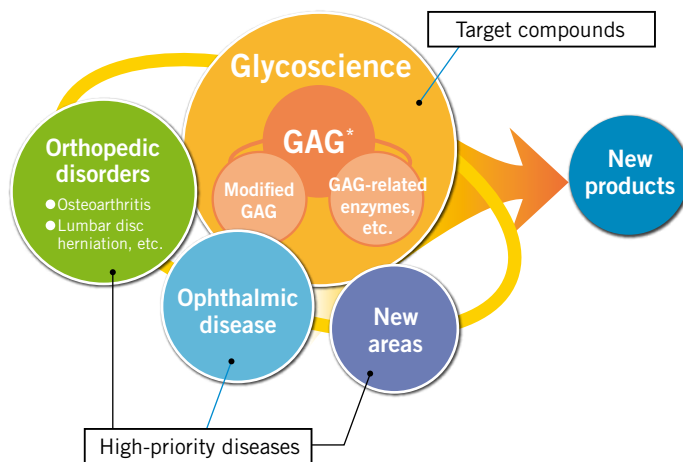 Target compounds
Glycoscience
GAG*
Modified
GAG
GAG-related
enzymes,
etc.
Orthopedic
disorders
●Osteoarthritis
●Lumbar disc
herniation, etc.
New
products
Ophthalmic
disease
New
areas
High-priority diseases